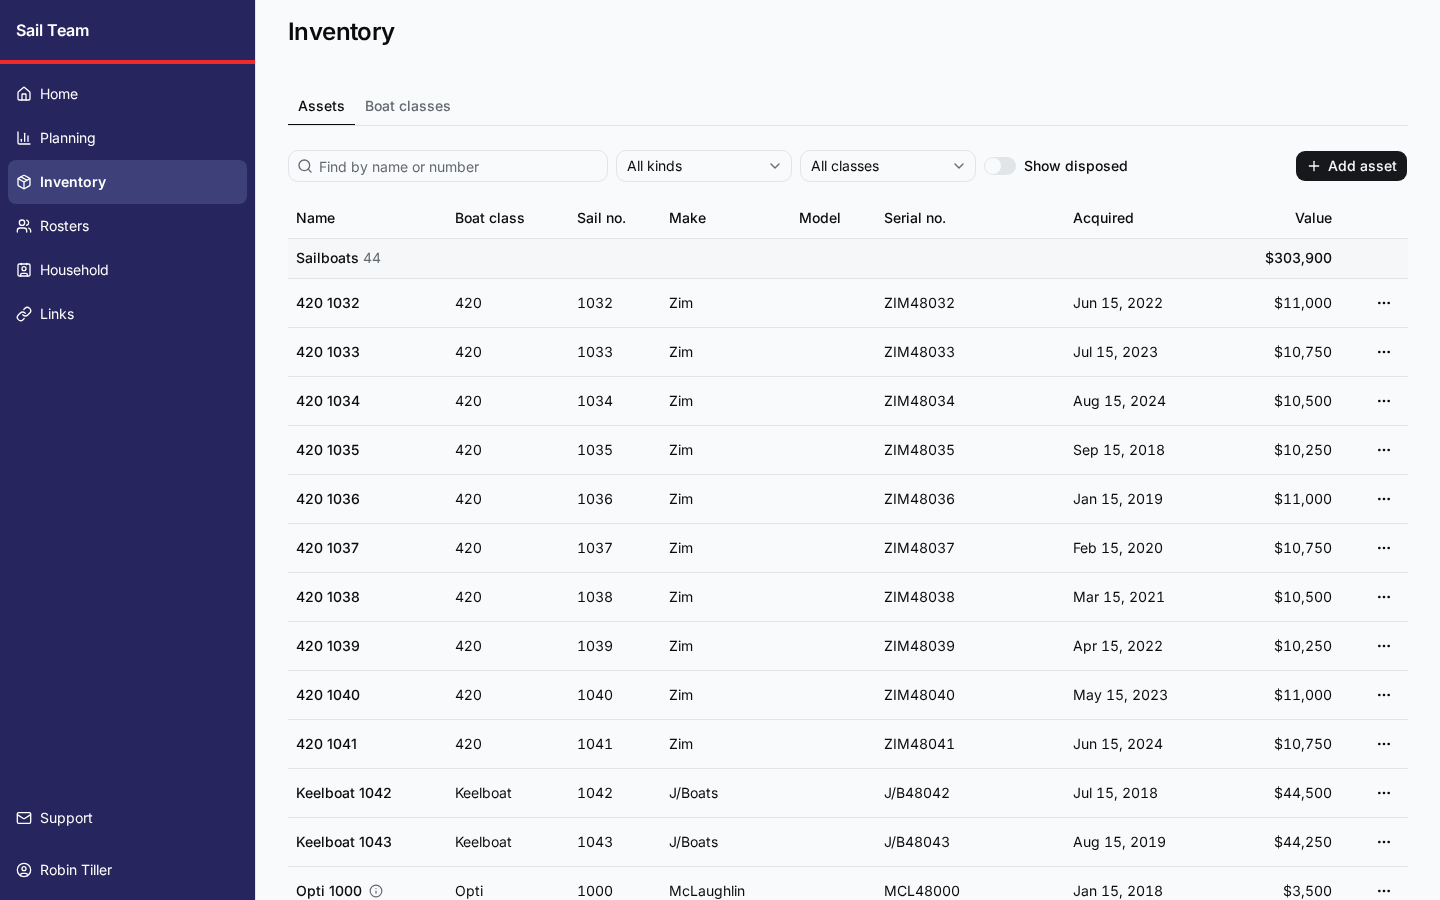 Sail Team
Home
Planning
Inventory
Rosters
Household
Links
Support
Robin Tiller
Inventory
Assets Boat classes
Find by name or number All kinds All classes Show disposed Add asset
Name Boat class Sail no. Make Model Serial no. Acquired Value
Sailboats 44 $303,900
420 1032 420 1032 Zim ZIM48032 Jun 15, 2022 $11,000
420 1033 420 1033 Zim ZIM48033 Jul 15, 2023 $10,750
420 1034 420 1034 Zim ZIM48034 Aug 15, 2024 $10,500
420 1035 420 1035 Zim ZIM48035 Sep 15, 2018 $10,250
420 1036 420 1036 Zim ZIM48036 Jan 15, 2019 $11,000
420 1037 420 1037 Zim ZIM48037 Feb 15, 2020 $10,750
420 1038 420 1038 Zim ZIM48038 Mar 15, 2021 $10,500
420 1039 420 1039 Zim ZIM48039 Apr 15, 2022 $10,250
420 1040 420 1040 Zim ZIM48040 May 15, 2023 $11,000
420 1041 420 1041 Zim ZIM48041 Jun 15, 2024 $10,750
Keelboat 1042 Keelboat 1042 J/Boats J/B48042 Jul 15, 2018 $44,500
Keelboat 1043 Keelboat 1043 J/Boats J/B48043 Aug 15, 2019 $44,250
Opti 1000 Opti 1000 McLaughlin MCL48000 Jan 15, 2018 $3,500